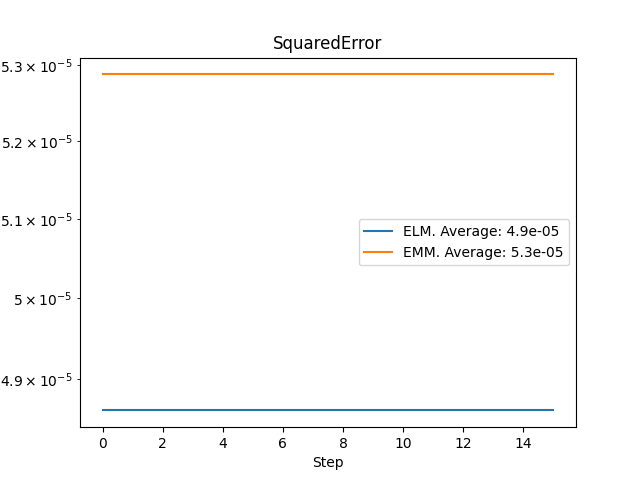 SquaredError
5.3 × 10⁻⁵
5.2 × 10⁻⁵
5.1 × 10⁻⁵
5 × 10⁻⁵
4.9 × 10⁻⁵
ELM. Average: 4.9e-05
EMM. Average: 5.3e-05
0 2 4 6 8 10 12 14
Step